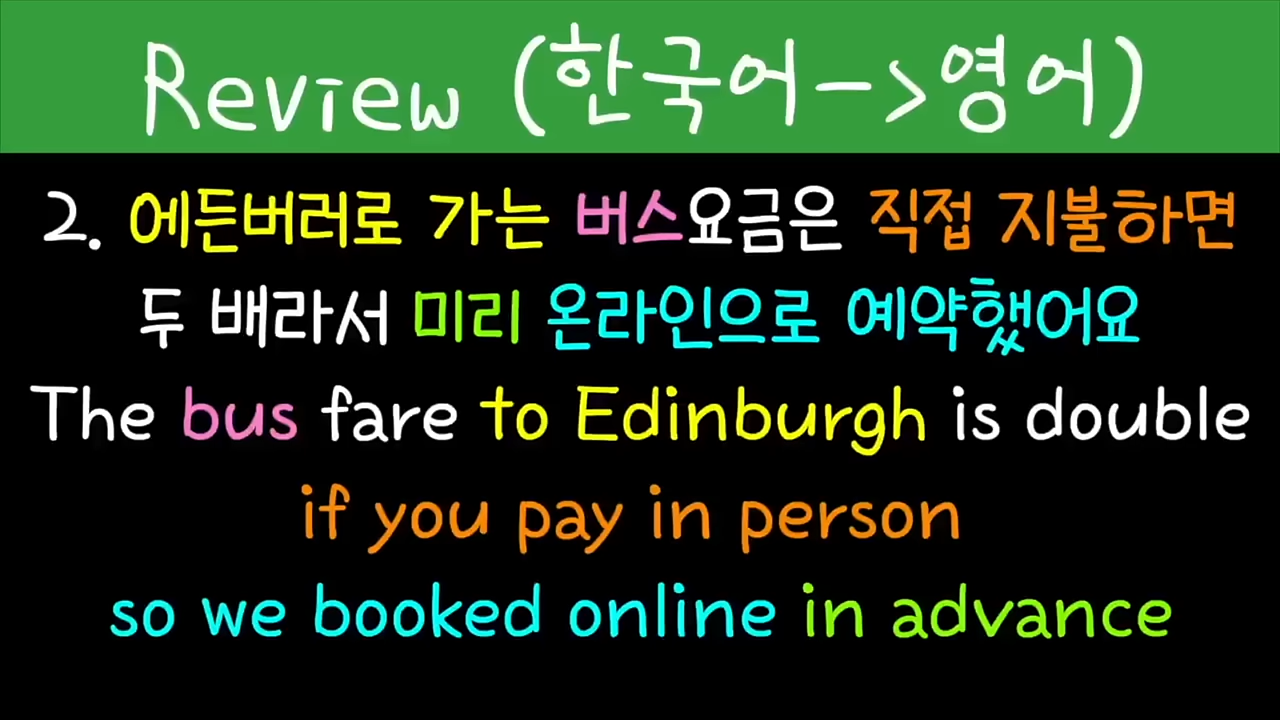 Review (한국어->영어)
2. 에든버러로 가는 버스요금은 직접 지불하면
두 배라서 미리 온라인으로 예약했어요
The bus fare to Edinburgh is double
if you pay in person
so we booked online in advance